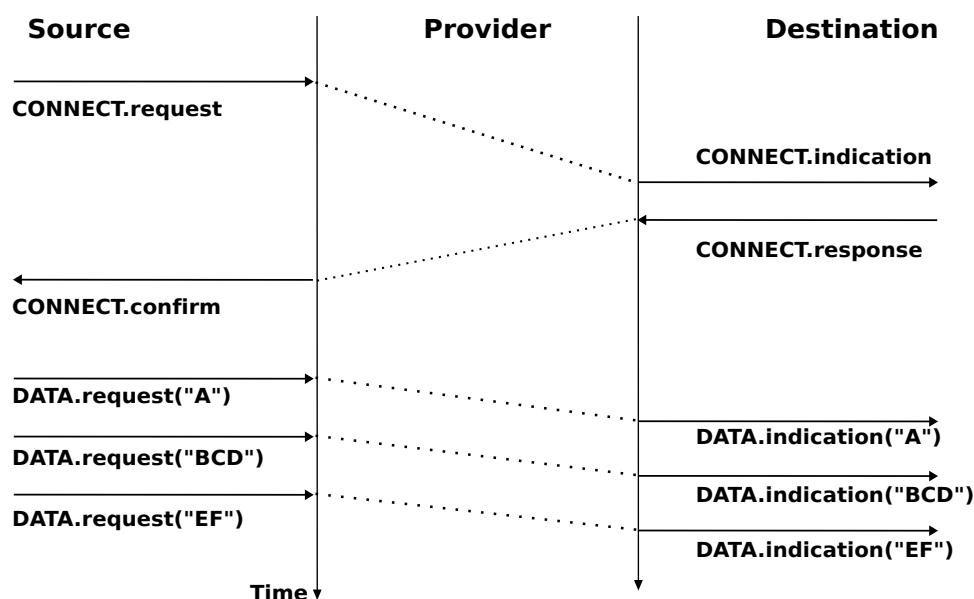 Source Provider Destination
CONNECT.request
CONNECT.indication
CONNECT.response
CONNECT.confirm
DATA.request("A")
DATA.indication("A")
DATA.request("BCD")
DATA.indication("BCD")
DATA.request("EF")
DATA.indication("EF")
Time